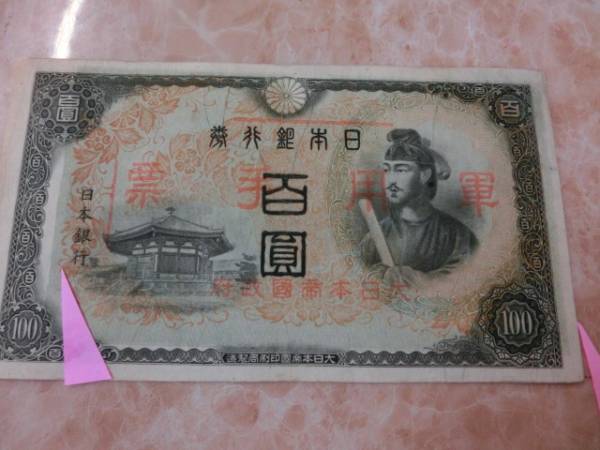 百圓
百
日本銀行券
軍用手票
百圓
日本銀行
大日本帝國政府
100
100
大日本帝國印刷局製造